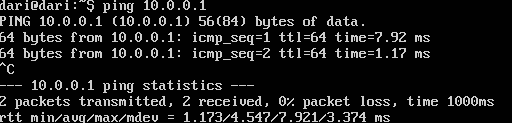 dari@dari:~$ ping 10.0.0.1
PING 10.0.0.1 (10.0.0.1) 56(84) bytes of data.
64 bytes from 10.0.0.1: icmp_seq=1 ttl=64 time=7.92 ms
64 bytes from 10.0.0.1: icmp_seq=2 ttl=64 time=1.17 ms
^C
--- 10.0.0.1 ping statistics ---
2 packets transmitted, 2 received, 0% packet loss, time 1000ms
rtt min/avg/max/mdev = 1.173/4.547/7.921/3.374 ms